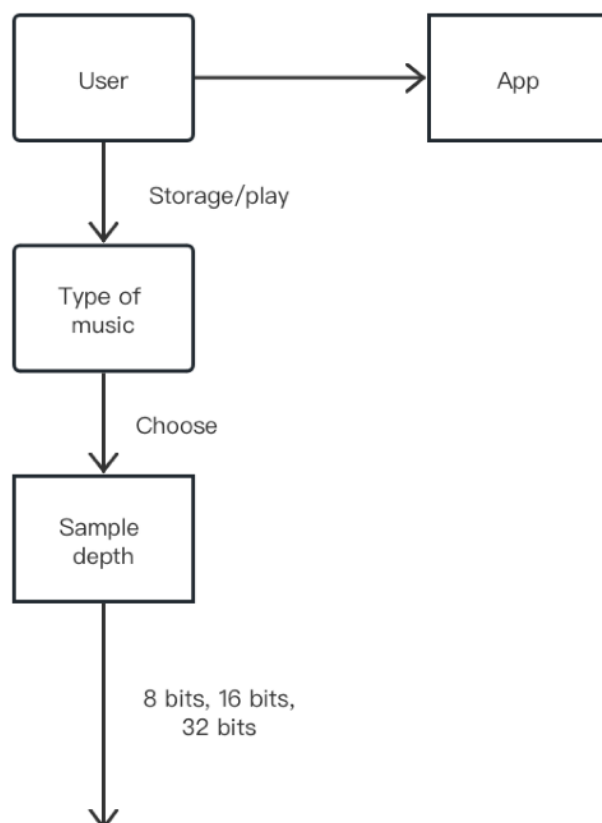 User
App
Storage/play
Type of
music
Choose
Sample
depth
8 bits, 16 bits,
32 bits